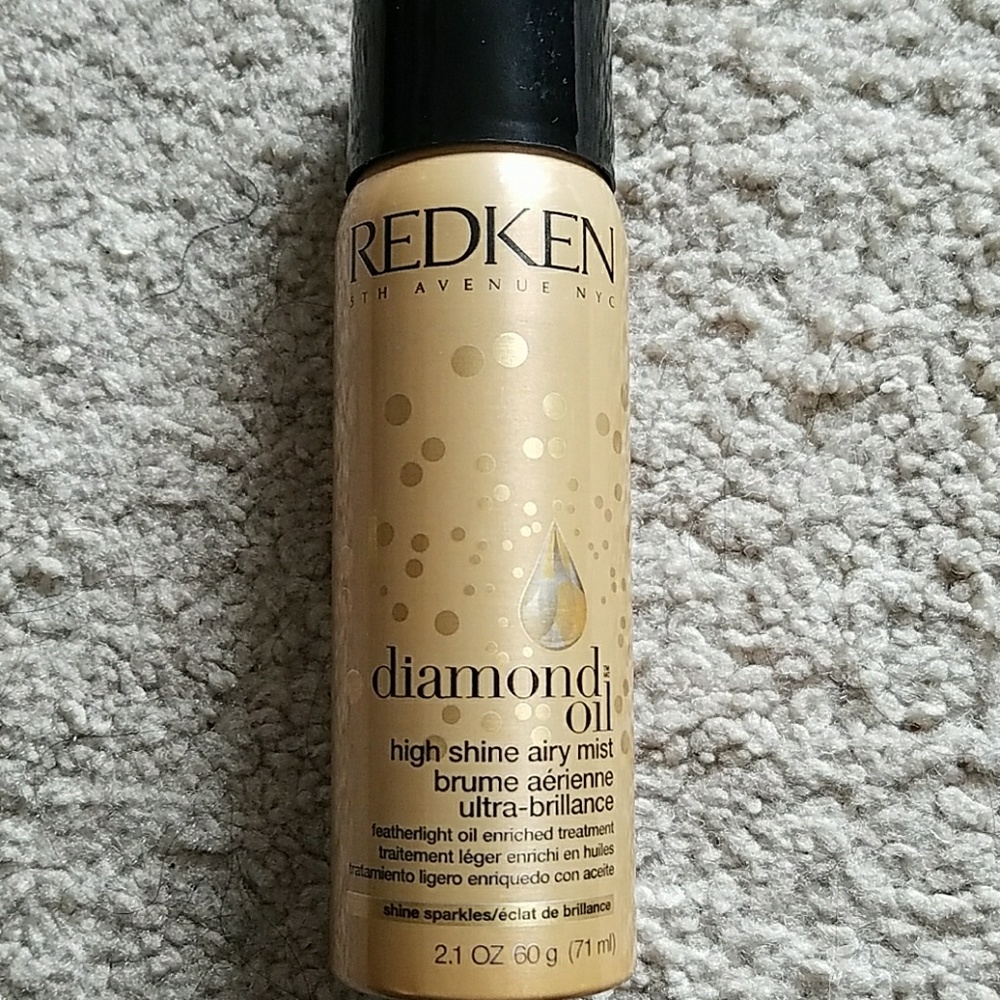 REDKEN
5TH AVENUE NYC
diamond
oil
high shine airy mist
brume aérienne
ultra-brillance
featherlight oil enriched treatment
traitement léger enrichi en huiles
tratamiento ligero enriquedo con aceite
shine sparkles/éclat de brillance
2.1 OZ 60 g (71 ml)